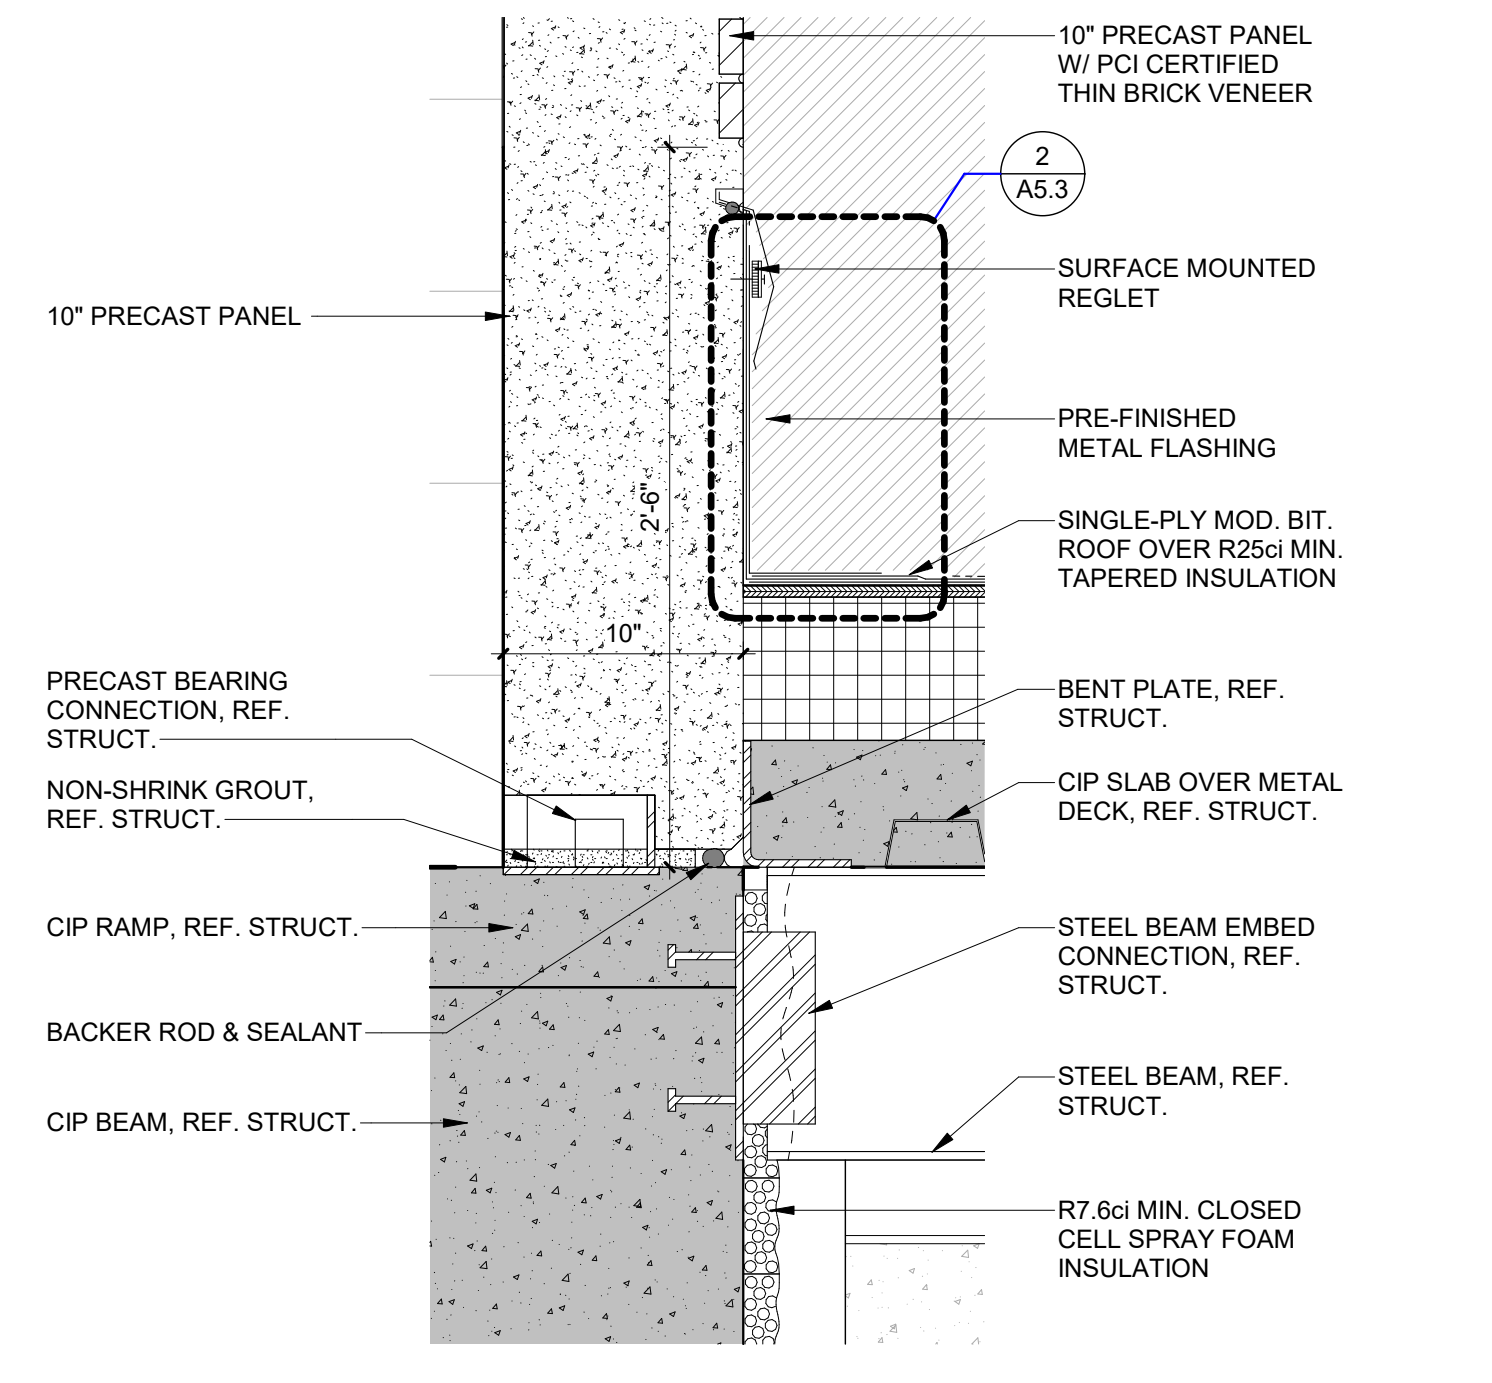 10" PRECAST PANEL
W/ PCI CERTIFIED
THIN BRICK VENEER
2
A5.3
SURFACE MOUNTED
REGLET
10" PRECAST PANEL
PRE-FINISHED
METAL FLASHING
2'-6"
SINGLE-PLY MOD. BIT.
ROOF OVER R25ci MIN.
TAPERED INSULATION
10"
PRECAST BEARING
CONNECTION, REF.
STRUCT.
BENT PLATE, REF.
STRUCT.
NON-SHRINK GROUT,
REF. STRUCT.
CIP SLAB OVER METAL
DECK, REF. STRUCT.
CIP RAMP, REF. STRUCT.
STEEL BEAM EMBED
CONNECTION, REF.
STRUCT.
BACKER ROD & SEALANT
STEEL BEAM, REF.
STRUCT.
CIP BEAM, REF. STRUCT.
R7.6ci MIN. CLOSED
CELL SPRAY FOAM
INSULATION